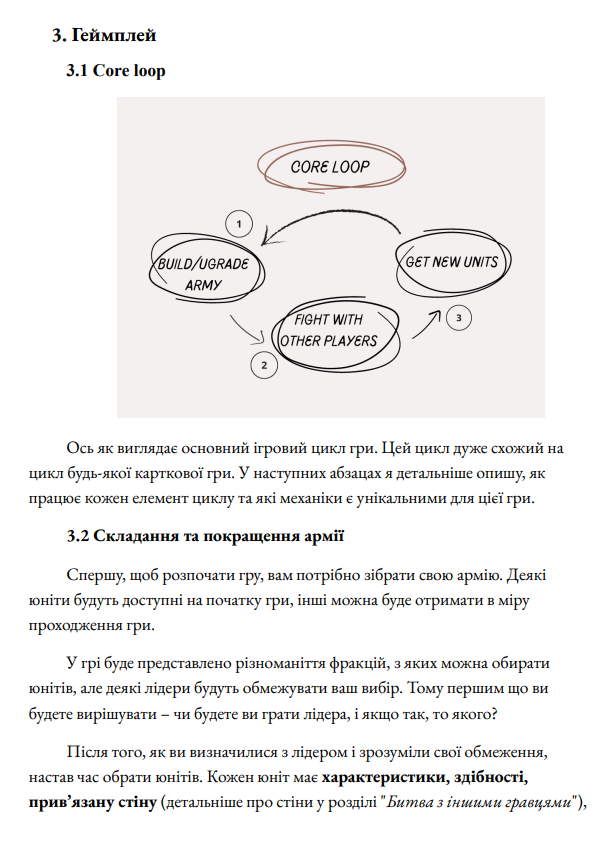 3. Геймплей
3.1 Core loop
CORE LOOP
1
BUILD/UGRADE
ARMY
GET NEW UNITS
FIGHT WITH
OTHER PLAYERS
3
2
Ось як виглядає основний ігровий цикл гри. Цей цикл дуже схожий на
цикл будь-якої карткової гри. У наступних абзацах я детальніше опишу, як
працює кожен елемент циклу та які механіки є унікальними для цієї гри.
3.2 Складання та покращення армії
Спершу, щоб розпочати гру, вам потрібно зібрати свою армію. Деякі
юніти будуть доступні на початку гри, інші можна буде отримати в міру
проходження гри.
У грі буде представлено різноманіття фракцій, з яких можна обирати
юнітів, але деякі лідери будуть обмежувати ваш вибір. Тому першим що ви
будете вирішувати – чи будете ви грати лідера, і якщо так, то якого?
Після того, як ви визначилися з лідером і зрозуміли свої обмеження,
настав час обрати юнітів. Кожен юніт має характеристики, здібності,
прив’язану стіну (детальніше про стіни у розділі "Битва з іншими гравцями"),